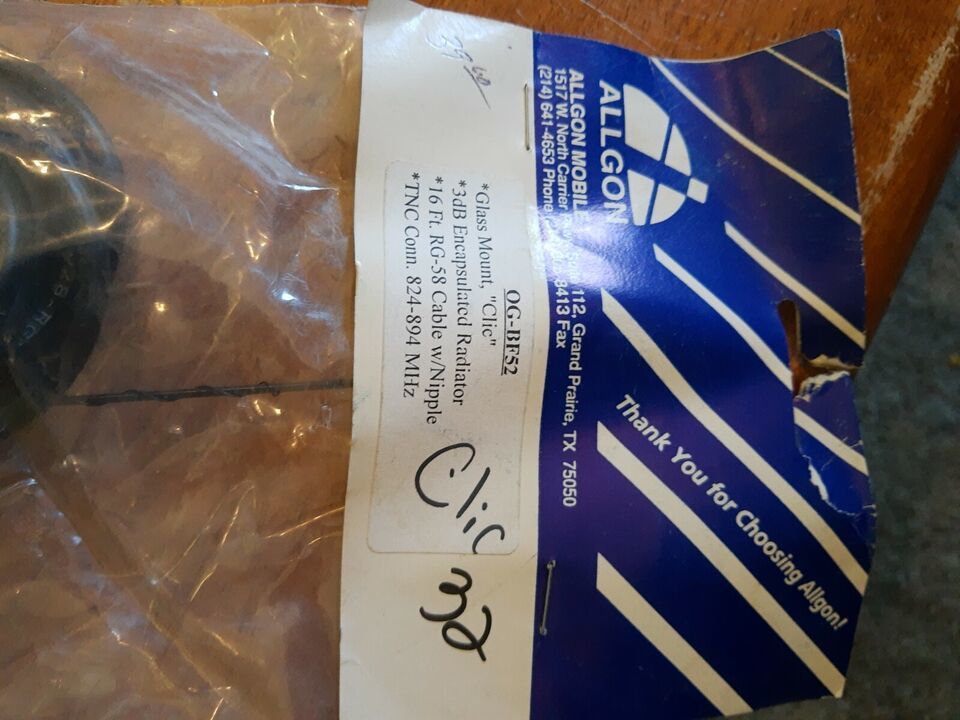 ALLGON
ALLGON MOBILE
1517 W. North Carrier 112, Grand Prairie, TX 75050
(214) 641-4653 Phone 8413 Fax
Thank You for Choosing Allgon!
OG-BF52
*Glass Mount, "Clic"
*3dB Encapsulated Radiator
*16 Ft. RG-58 Cable w/Nipple
*TNC Conn. 824-894 MHz
Clic 32